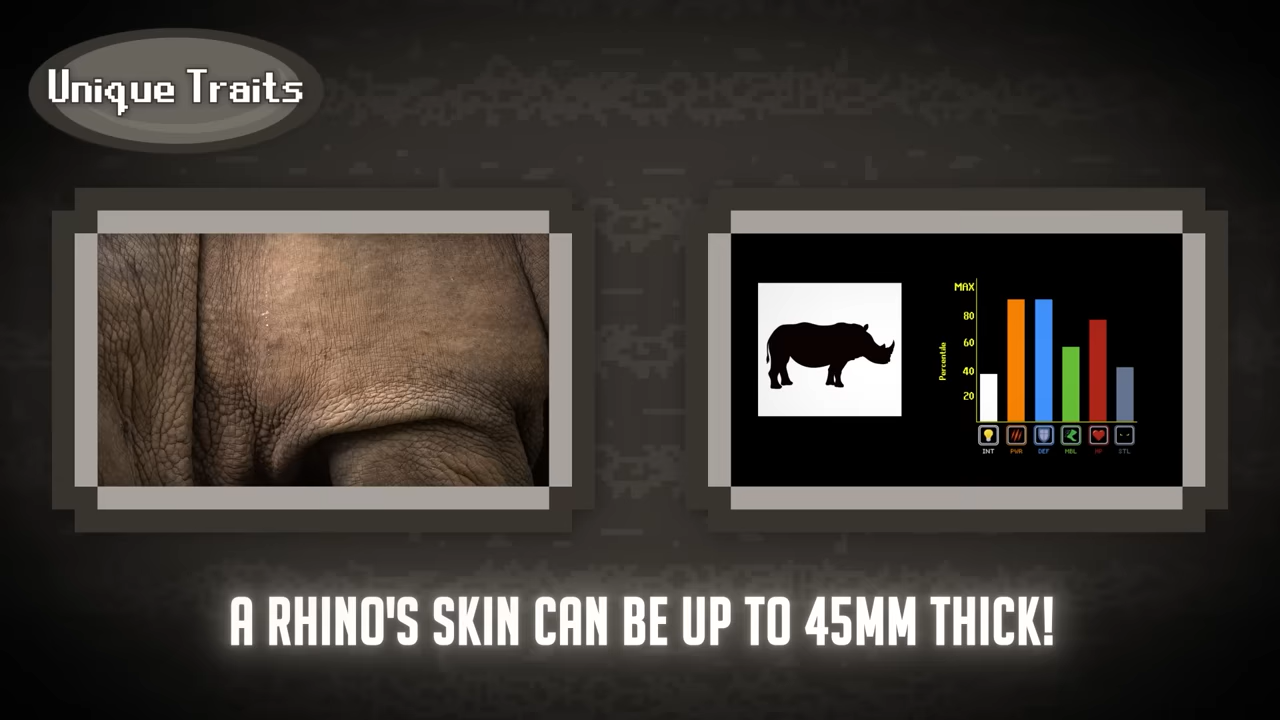 Unique Traits
MAX
80
60
40
20
Percentile
INT PWR DEF MBL HP STL
A RHINO'S SKIN CAN BE UP TO 45MM THICK!